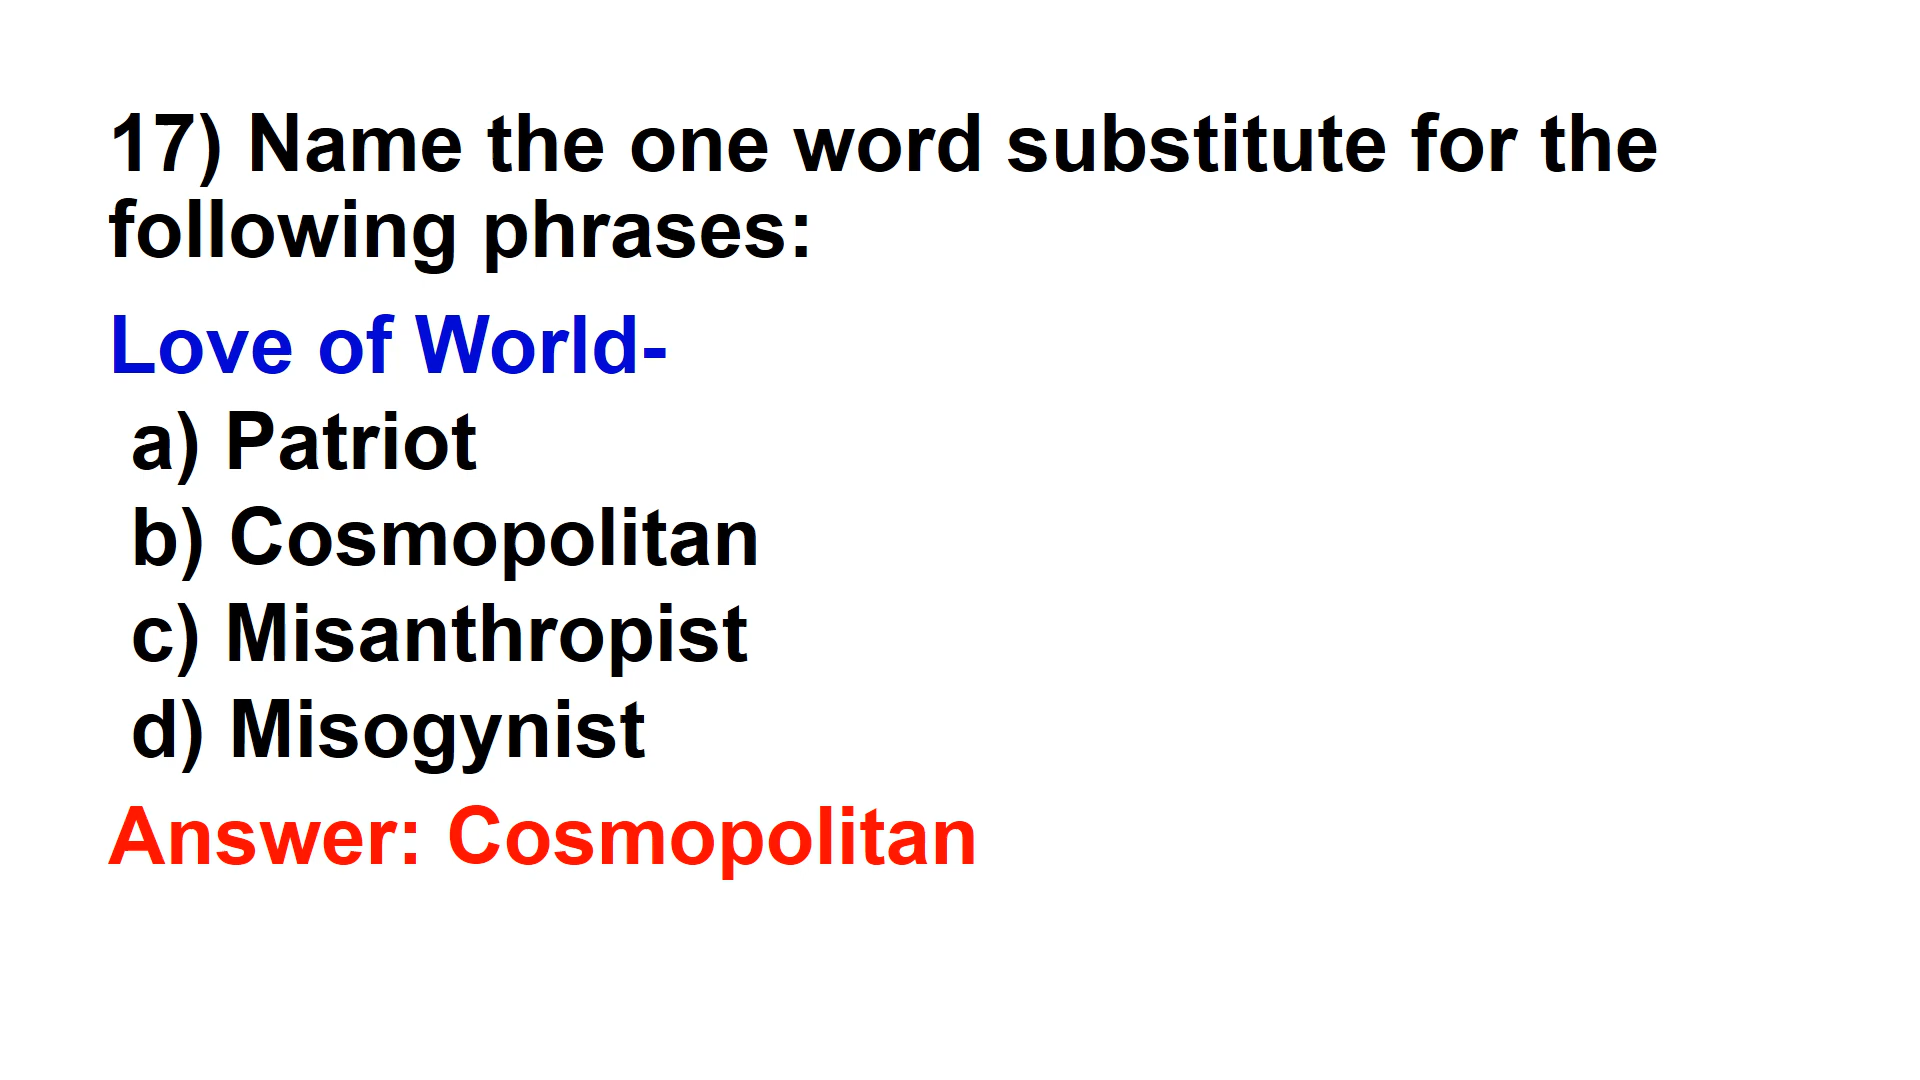 17) Name the one word substitute for the
following phrases:
Love of World-
a) Patriot
b) Cosmopolitan
c) Misanthropist
d) Misogynist
Answer: Cosmopolitan